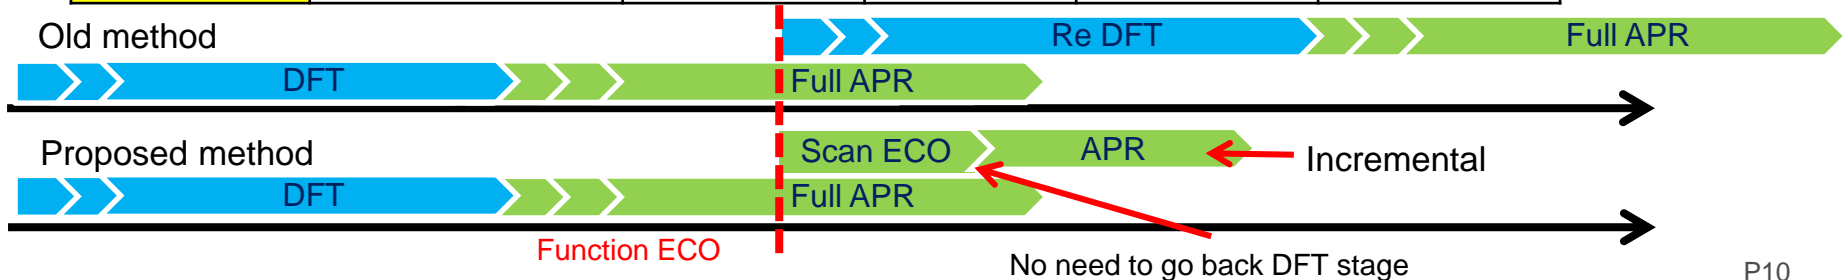 Old method
Re DFT
Full APR
DFT
Full APR
Proposed method
Scan ECO
APR
Incremental
DFT
Full APR
Function ECO
No need to go back DFT stage
P10